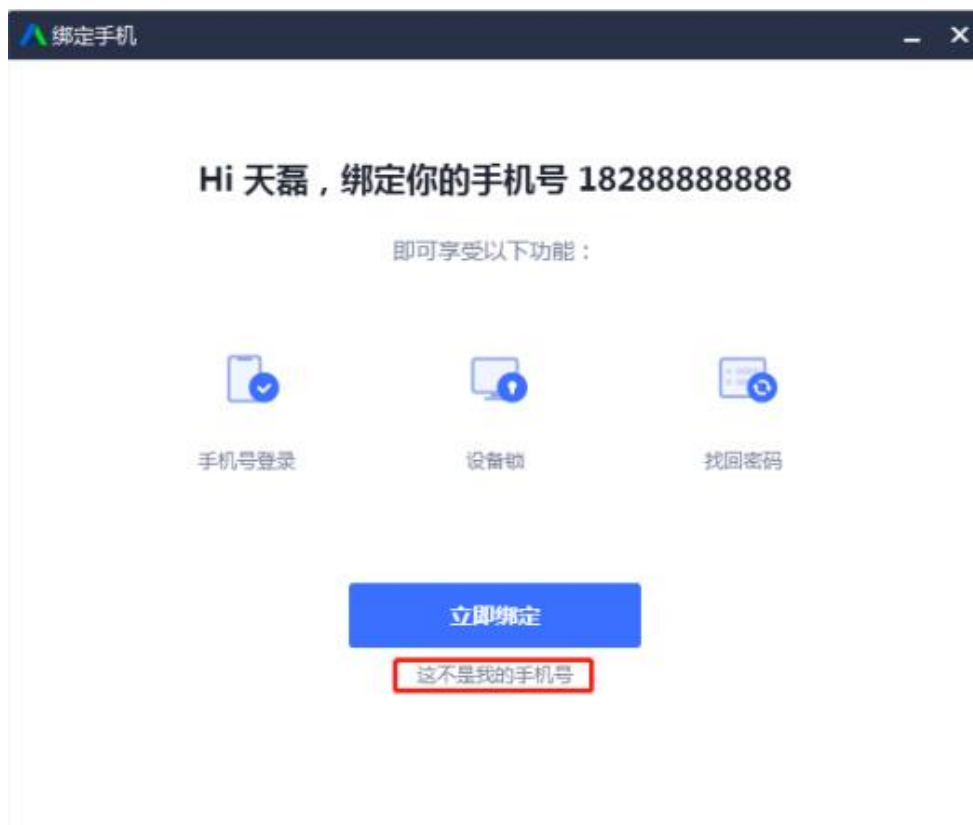 绑定手机
Hi 天磊，绑定你的手机号 18288888888
即可享受以下功能：
手机号登录 设备锁 找回密码
立即绑定
这不是我的手机号